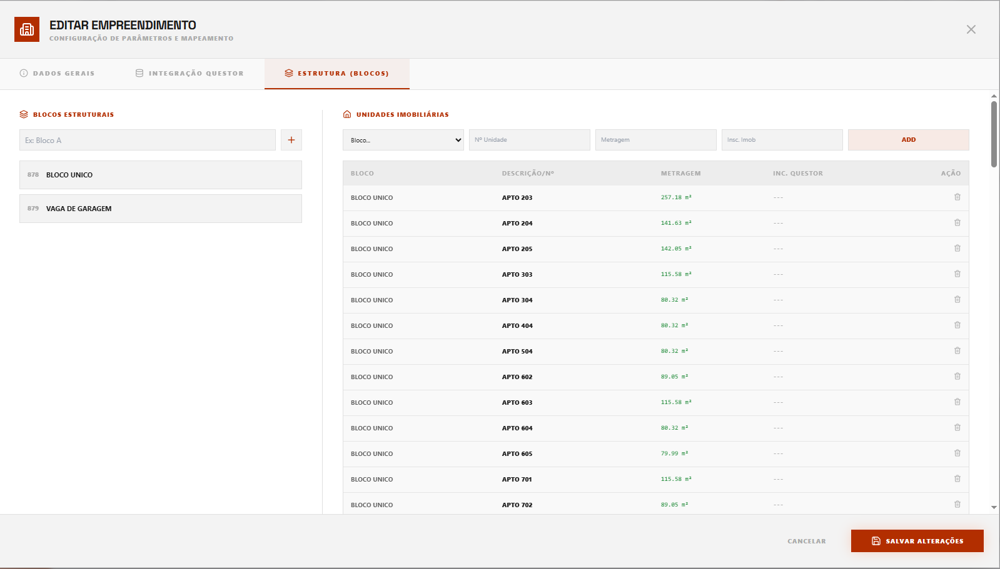 EDITAR EMPREENDIMENTO
CONFIGURAÇÃO DE PARÂMETROS E MAPEAMENTO
DADOS GERAIS
INTEGRAÇÃO QUESTOR
ESTRUTURA (BLOCOS)
BLOCOS ESTRUTURAIS
Ex: Bloco A
878 BLOCO UNICO
879 VAGA DE GARAGEM
UNIDADES IMOBILIÁRIAS
Bloco... Nº Unidade Metragem Insc. Imob ADD
BLOCO DESCRIÇÃO/Nº METRAGEM INC. QUESTOR AÇÃO
BLOCO UNICO APTO 203 257.18 m² ---
BLOCO UNICO APTO 204 141.63 m² ---
BLOCO UNICO APTO 205 142.05 m² ---
BLOCO UNICO APTO 303 115.58 m² ---
BLOCO UNICO APTO 304 80.32 m² ---
BLOCO UNICO APTO 404 80.32 m² ---
BLOCO UNICO APTO 504 80.32 m² ---
BLOCO UNICO APTO 602 89.05 m² ---
BLOCO UNICO APTO 603 115.58 m² ---
BLOCO UNICO APTO 604 80.32 m² ---
BLOCO UNICO APTO 605 79.99 m² ---
BLOCO UNICO APTO 701 115.58 m² ---
BLOCO UNICO APTO 702 89.05 m² ---
CANCELAR
SALVAR ALTERAÇÕES